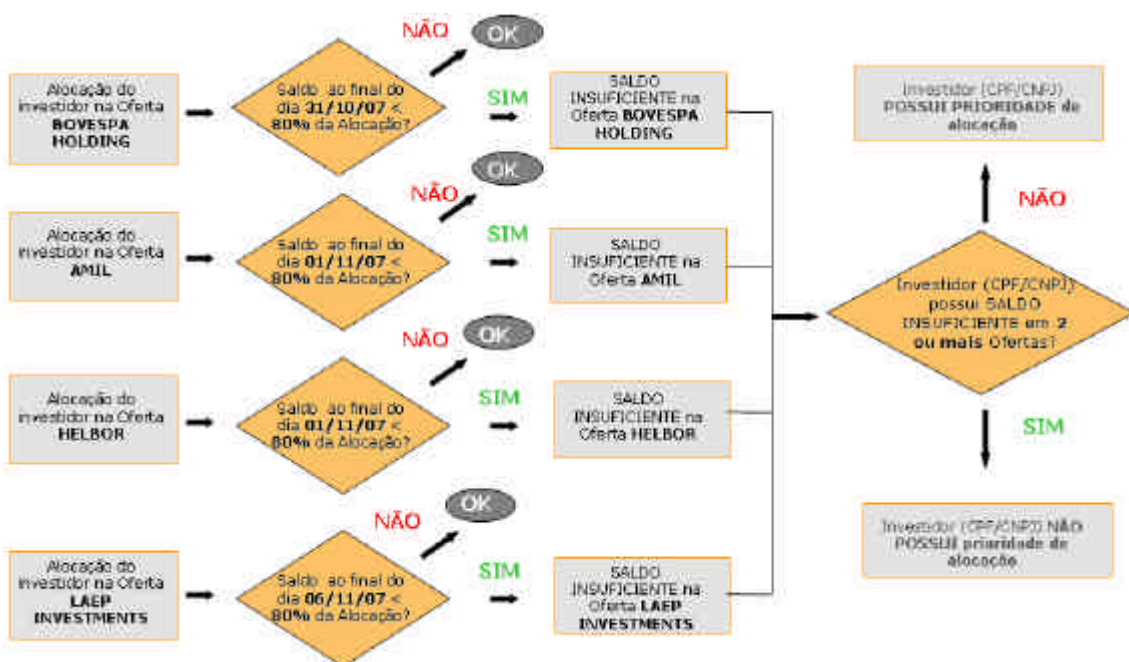 Alocação do
investidor na Oferta
BOVESPA
HOLDING
Saldo ao final do
dia 31/10/07 <
80% da Alocação?
NÃO
OK
SIM
SALDO
INSUFICIENTE na
Oferta BOVESPA
HOLDING
Alocação do
investidor na Oferta
AMIL
Saldo ao final do
dia 01/11/07 <
80% da Alocação?
NÃO
OK
SIM
SALDO
INSUFICIENTE na
Oferta AMIL
Alocação do
investidor na Oferta
HELBOR
Saldo ao final do
dia 01/11/07 <
80% da Alocação?
NÃO
OK
SIM
SALDO
INSUFICIENTE na
Oferta HELBOR
Alocação do
investidor na Oferta
LAEP
INVESTMENTS
Saldo ao final do
dia 06/11/07 <
80% da Alocação?
NÃO
OK
SIM
SALDO
INSUFICIENTE na
Oferta LAEP
INVESTMENTS
Investidor (CPF/CNPJ)
POSSUI PRIORIDADE de
alocação
NÃO
Investidor (CPF/CNPJ)
possui SALDO
INSUFICIENTE em 2
ou mais Ofertas?
SIM
Investidor (CPF/CNPJ) NÃO
POSSUI prioridade de
alocação